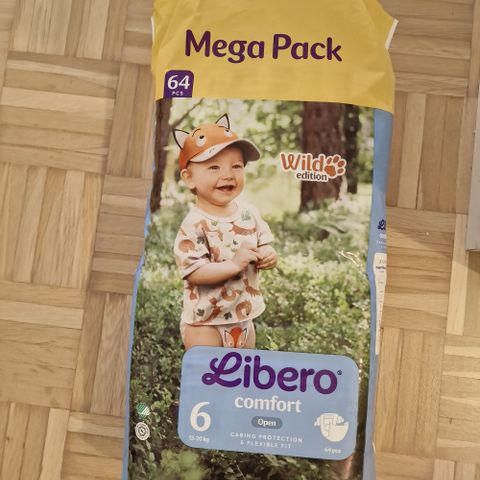 Mega Pack
64
PCS
Wild
edition
Libero
Libero
comfort
6
Open
13-20 kg
CARING PROTECTION
& FLEXIBLE FIT
64 pcs